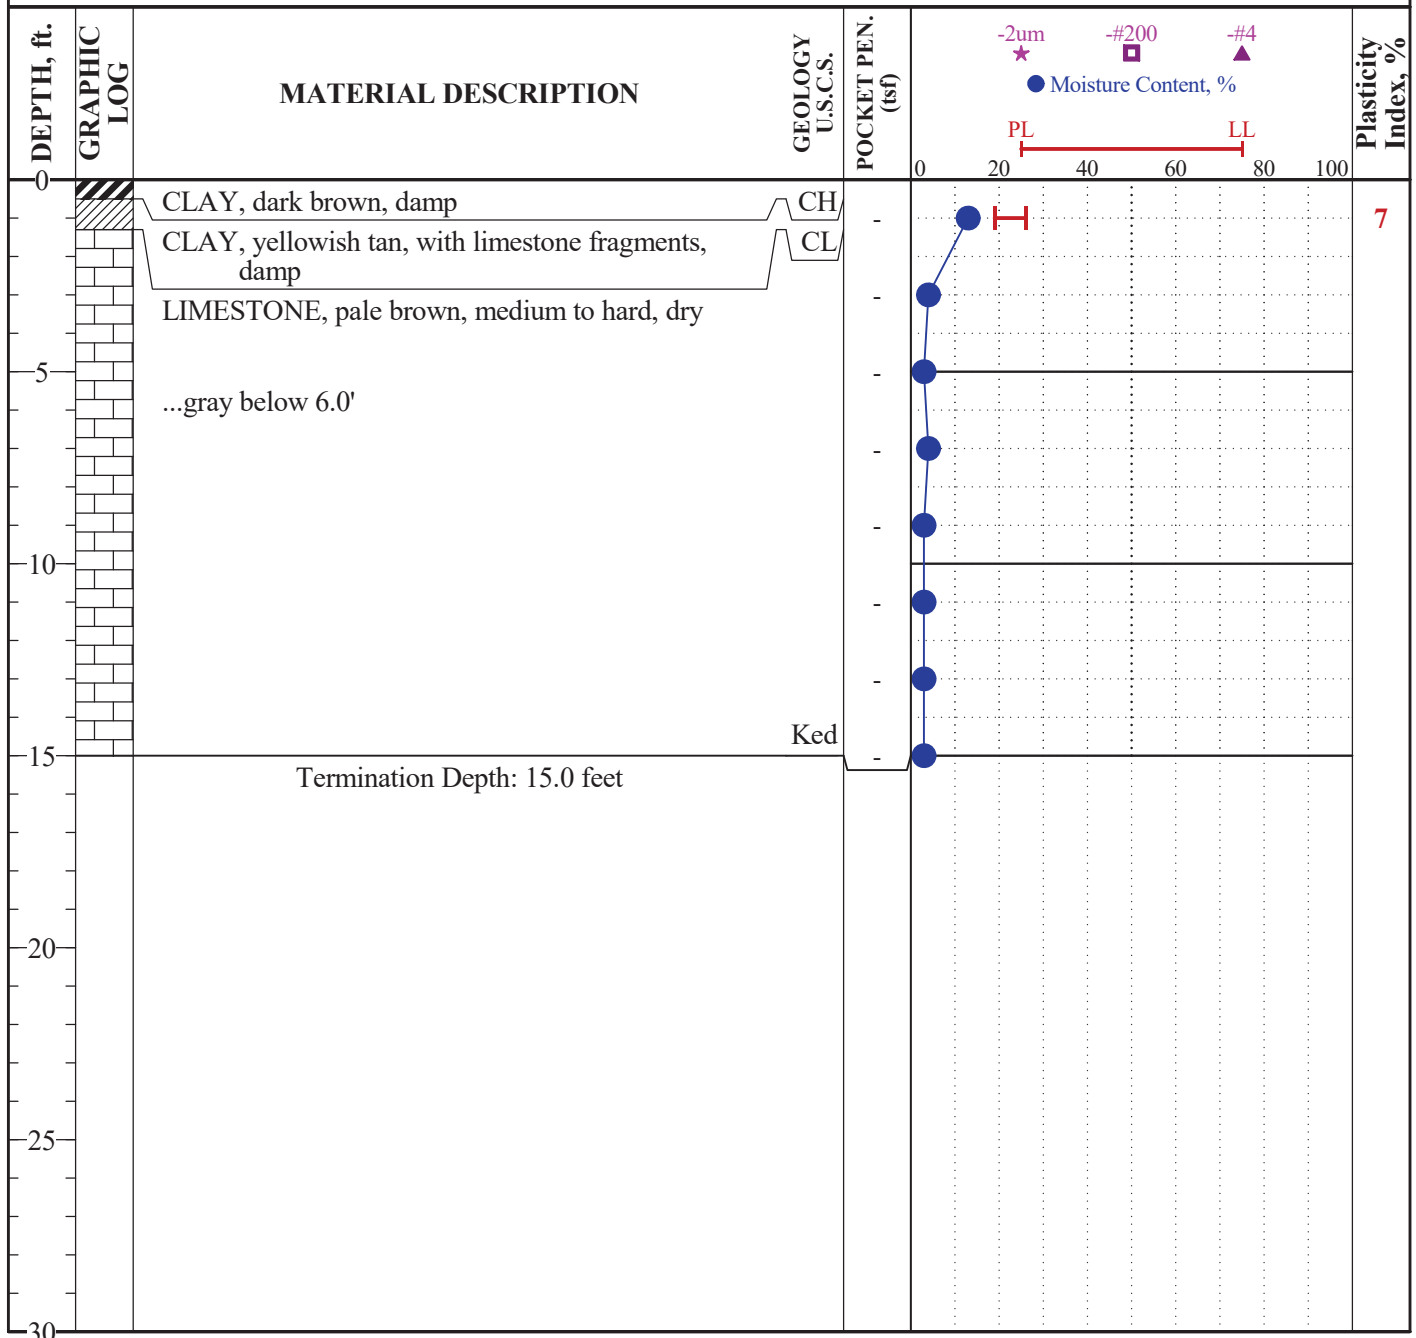 DEPTH, ft.
GRAPHIC
LOG
MATERIAL DESCRIPTION
GEOLOGY
U.S.C.S.
POCKET PEN.
(tsf)
-2um -#200 -#4
Moisture Content, %
PL LL
0 20 40 60 80 100
Plasticity
Index, %
0
CLAY, dark brown, damp CH - 7
CLAY, yellowish tan, with limestone fragments, CL
damp
-
LIMESTONE, pale brown, medium to hard, dry
5 -
...gray below 6.0'
-
-
10
-
-
Ked
15 -
Termination Depth: 15.0 feet
20
25
30